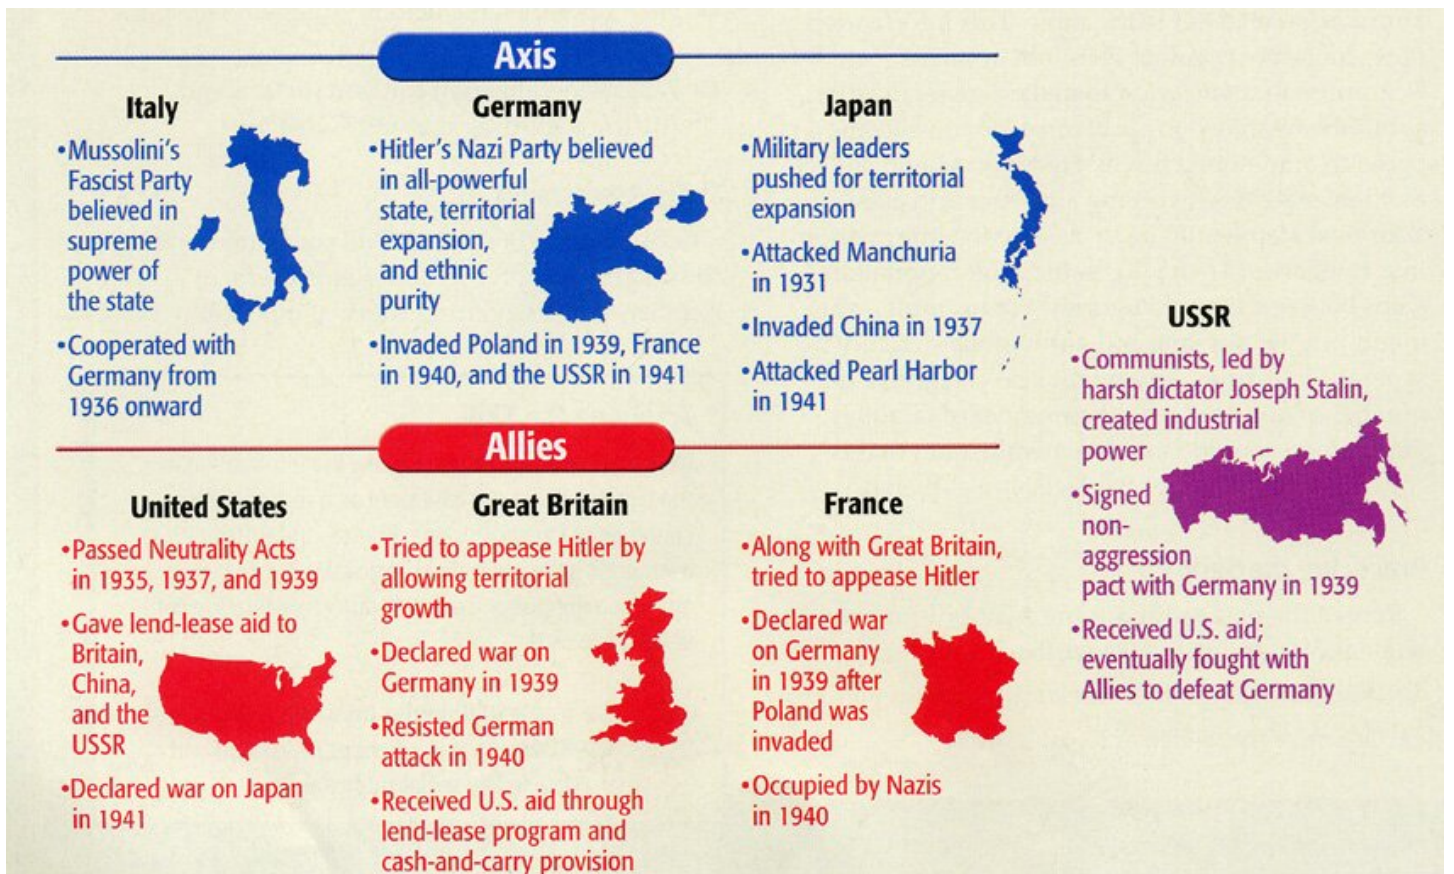 Axis
Italy
•Mussolini's
Fascist Party
believed in
supreme
power of
the state
•Cooperated with
Germany from
1936 onward
Germany
•Hitler's Nazi Party believed
in all-powerful
state, territorial
expansion,
and ethnic
purity
•Invaded Poland in 1939, France
in 1940, and the USSR in 1941
Japan
•Military leaders
pushed for territorial
expansion
•Attacked Manchuria
in 1931
•Invaded China in 1937
•Attacked Pearl Harbor
in 1941
Allies
United States
•Passed Neutrality Acts
in 1935, 1937, and 1939
•Gave lend-lease aid to
Britain,
China,
and the
USSR
•Declared war on Japan
in 1941
Great Britain
•Tried to appease Hitler by
allowing territorial
growth
•Declared war on
Germany in 1939
•Resisted German
attack in 1940
•Received U.S. aid through
lend-lease program and
cash-and-carry provision
France
•Along with Great Britain,
tried to appease Hitler
•Declared war
on Germany
in 1939 after
Poland was
invaded
•Occupied by Nazis
in 1940
USSR
•Communists, led by
harsh dictator Joseph Stalin,
created industrial
power
•Signed
non-
aggression
pact with Germany in 1939
•Received U.S. aid;
eventually fought with
Allies to defeat Germany